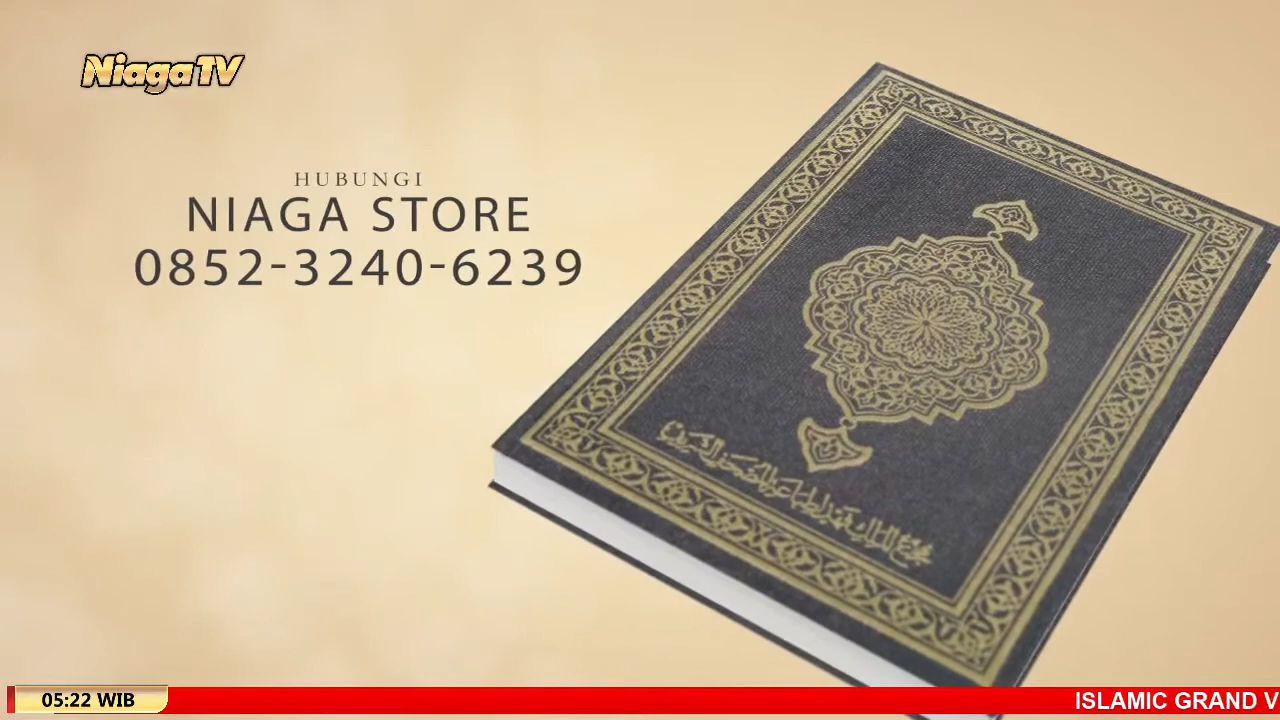 NiagaTV
HUBUNGI
NIAGA STORE
0852-3240-6239
05:22 WIB
ISLAMIC GRAND V